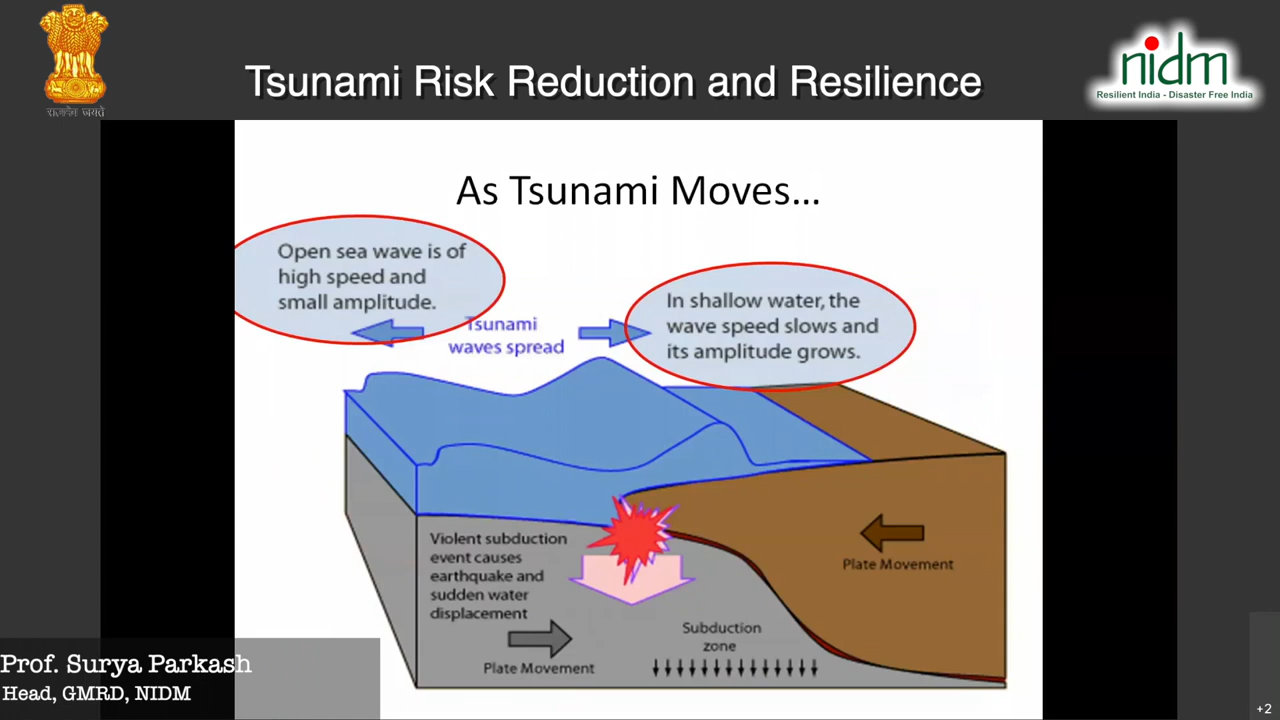 सत्यमेव जयते
nidm
Resilient India - Disaster Free India
Tsunami Risk Reduction and Resilience
As Tsunami Moves...
Open sea wave is of
high speed and
small amplitude.
In shallow water, the
wave speed slows and
its amplitude grows.
Tsunami
waves spread
Violent subduction
event causes
earthquake and
sudden water
displacement
Plate Movement
Subduction
zone
Plate Movement
Prof. Surya Parkash
Head, GMRD, NIDM
+2